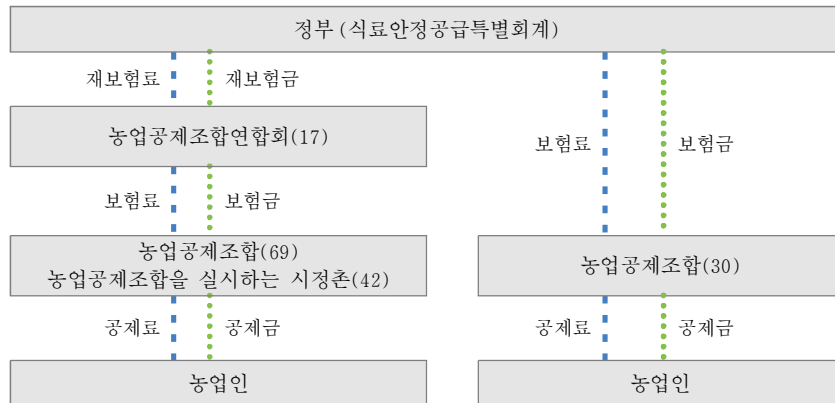 정부(식료안정공급특별회계)
재보험료 재보험금
농업공제조합연합회(17)
보험료 보험금
보험료 보험금
농업공제조합(69)
농업공제조합을 실시하는 시정촌(42)
농업공제조합(30)
공제료 공제금
공제료 공제금
농업인
농업인